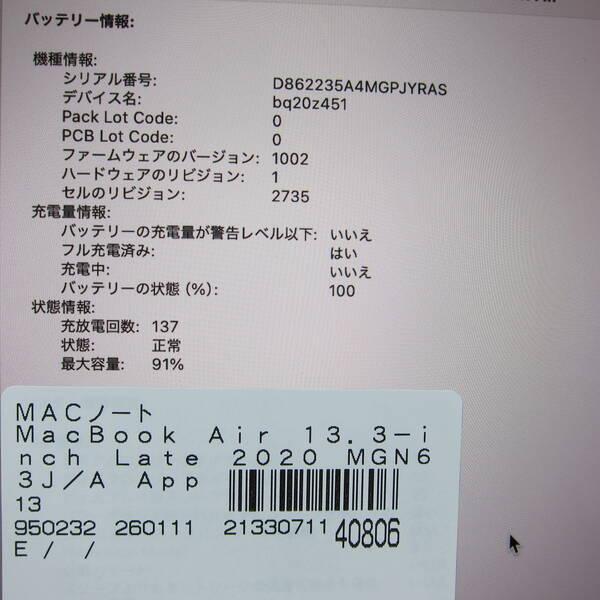 バッテリー情報:
機種情報:
シリアル番号: D862235A4MGPJYRAS
デバイス名: bq20z451
Pack Lot Code: 0
PCB Lot Code: 0
ファームウェアのバージョン: 1002
ハードウェアのリビジョン: 1
セルのリビジョン: 2735
充電量情報:
バッテリーの充電量が警告レベル以下: いいえ
フル充電済み: はい
充電中: いいえ
バッテリーの状態 (%): 100
状態情報:
充放電回数: 137
状態: 正常
最大容量: 91%
MACノート
MacBook Air 13.3-i
nch Late 2020 MGN6
3J/A App
13
950232 260111 21330711 40806
E / /